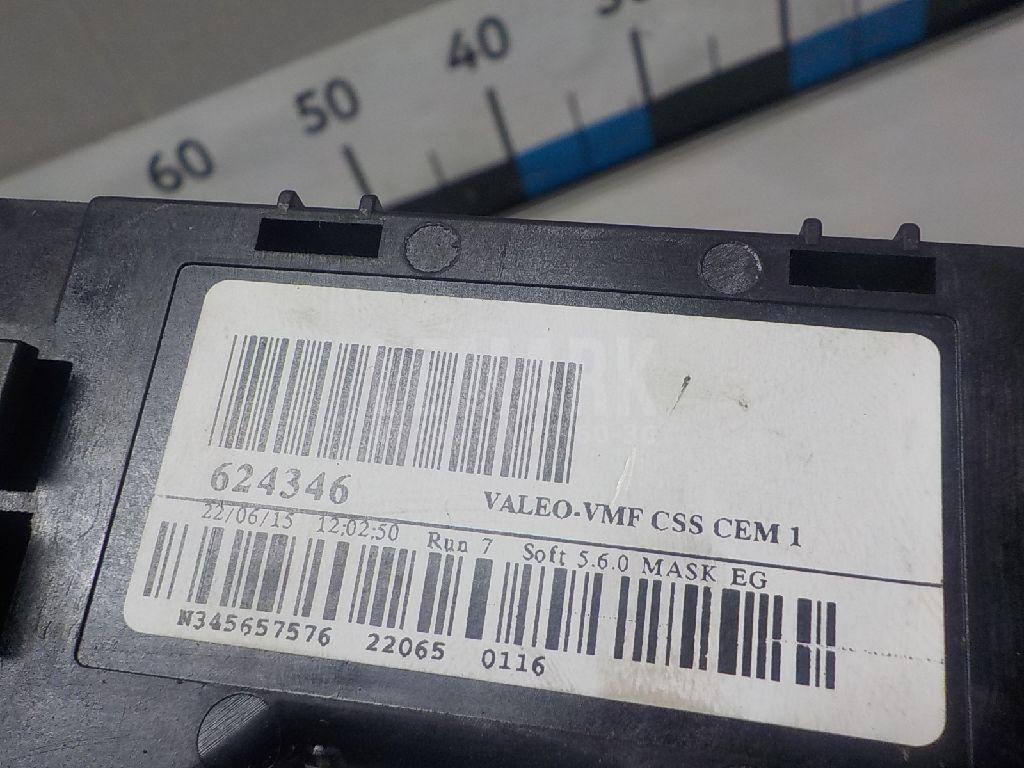 60 50 40
624346
VALEO-VMF CSS CEM 1
22/06/15 12:02:50 Run 7 Soft 5.6.0 MASK EG
N345657576 22065 0116